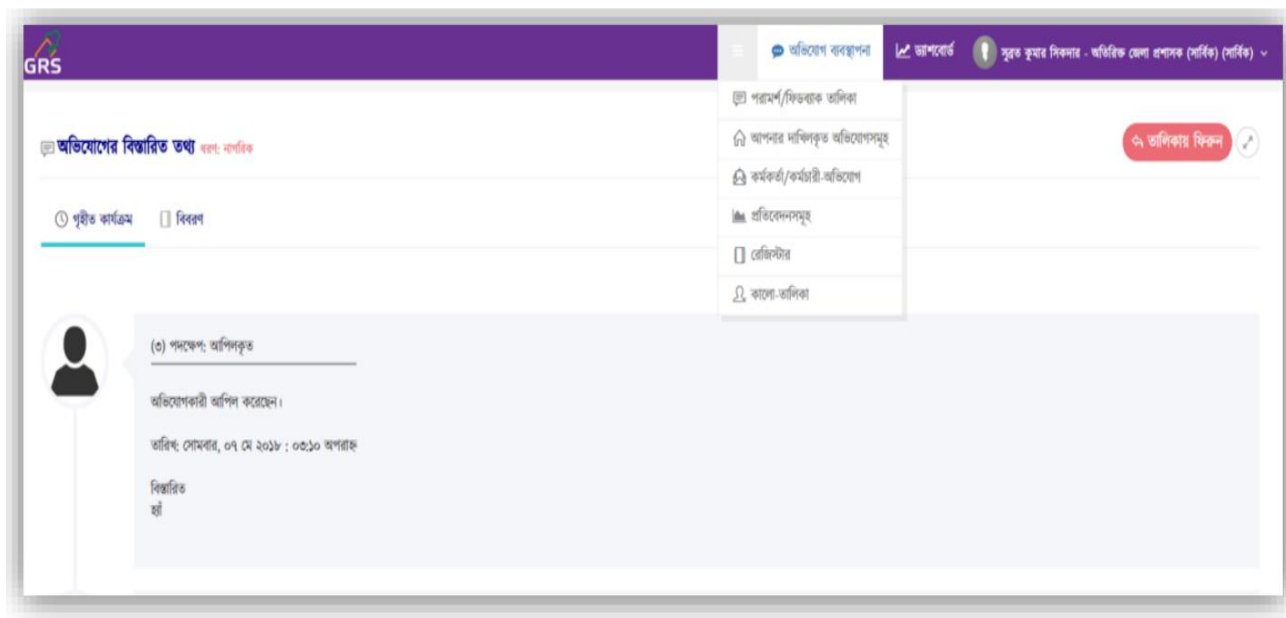 GRS
অভিযোগ ব্যবস্থাপনা
ড্যাশবোর্ড
সুব্রত কুমার সিকদার - অতিরিক্ত জেলা প্রশাসক (সার্বিক) (সার্বিক)
পরামর্শ/ফিডব্যাক তালিকা
আপনার দাখিলকৃত অভিযোগসমূহ
কর্মকর্তা/কর্মচারী-অভিযোগ
প্রতিবেদনসমূহ
রেজিস্টার
কালো-তালিকা
অভিযোগের বিস্তারিত তথ্য ধরণ: নাগরিক
তালিকায় ফিরুন
গৃহীত কার্যক্রম
বিবরণ
(৩) পদক্ষেপ: আপিলকৃত
অভিযোগকারী আপিল করেছেন।
তারিখ: সোমবার, ০৭ মে ২০১৮ : ০৩:১০ অপরাহ্ন
বিস্তারিত
হ্যাঁ